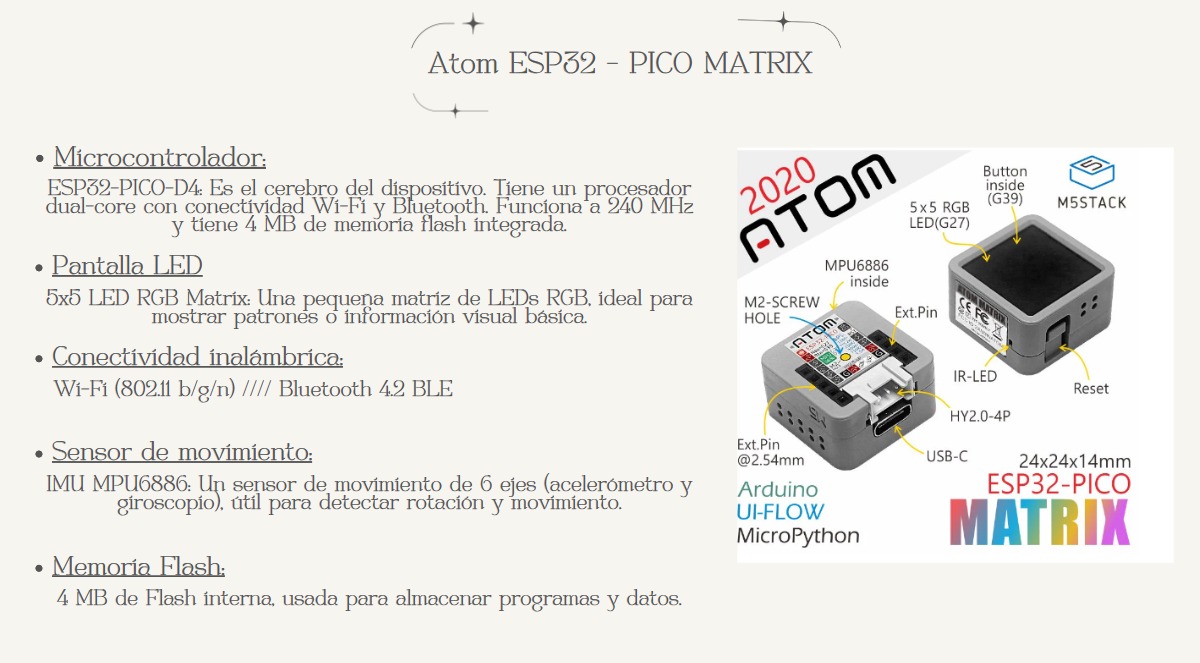 Atom ESP32 - PICO MATRIX
• Microcontrolador:
ESP32-PICO-D4: Es el cerebro del dispositivo. Tiene un procesador
dual-core con conectividad Wi-Fi y Bluetooth. Funciona a 240 MHz
y tiene 4 MB de memoria flash integrada.
• Pantalla LED
5x5 LED RGB Matrix: Una pequeña matriz de LEDs RGB, ideal para
mostrar patrones o información visual básica.
• Conectividad inalámbrica:
Wi-Fi (802.11 b/g/n) //// Bluetooth 4.2 BLE
• Sensor de movimiento:
IMU MPU6886: Un sensor de movimiento de 6 ejes (acelerómetro y
giroscopio), útil para detectar rotación y movimiento.
• Memoria Flash:
4 MB de Flash interna, usada para almacenar programas y datos.
2020
ATOM
Button
inside
(G39)
5
M5STACK
5x5 RGB
LED(G27)
MPU6886
inside
M2-SCREW
HOLE
Ext.Pin
ATOM
ATOM MATRIX
CE FC
IR-LED
Reset
HY2.0-4P
USB-C
Ext.Pin
@2.54mm
24x24x14mm
ESP32-PICO
MATRIX
Arduino
UI-FLOW
MicroPython